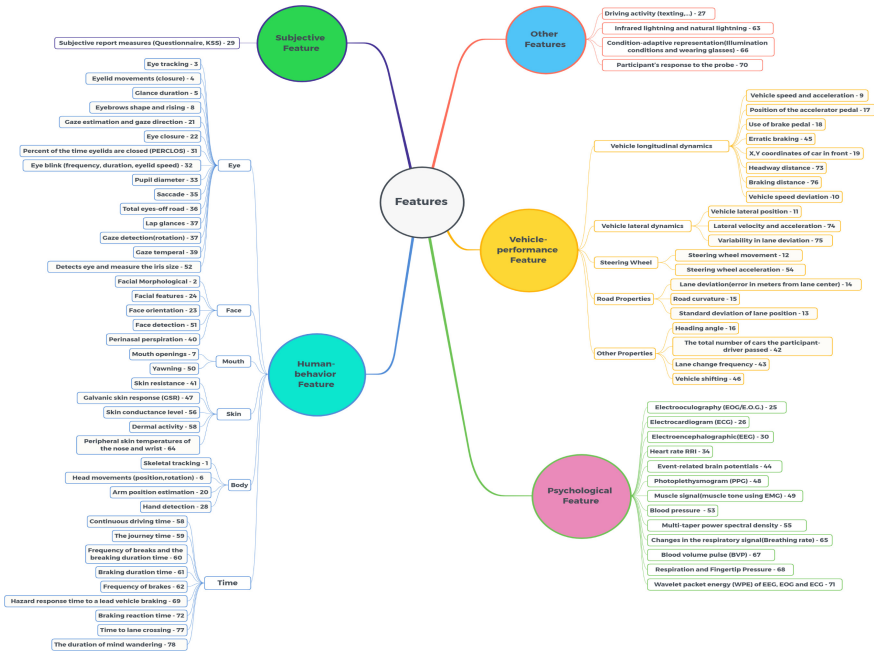 Subjective
Feature
Subjective report measures (Questionnaire, KSS) - 29
Features
Other
Features
Driving activity (texting,..) - 27
Infrared lightning and natural lightning - 63
Condition-adaptive representation(Illumination
conditions and wearing glasses) - 66
Participant's response to the probe - 70
Vehicle-
performance
Feature
Vehicle longitudinal dynamics
Vehicle speed and acceleration - 9
Position of the accelerator pedal - 17
Use of brake pedal - 18
Erratic braking - 45
X,Y coordinates of car in front - 19
Headway distance - 73
Braking distance - 76
Vehicle speed deviation -10
Vehicle lateral dynamics
Vehicle lateral position - 11
Lateral velocity and acceleration - 74
Variability in lane deviation - 75
Steering Wheel
Steering wheel movement - 12
Steering wheel acceleration - 54
Road Properties
Lane deviation(error in meters from lane center) - 14
Road curvature - 15
Standard deviation of lane position - 13
Other Properties
Heading angle - 16
The total number of cars the participant-
driver passed - 42
Lane change frequency - 43
Vehicle shifting - 46
Psychological
Feature
Electrooculography (EOG/E.O.G.) - 25
Electrocardiogram (ECG) - 26
Electroencephalographic(EEG) - 30
Heart rate RRI - 34
Event-related brain potentials - 44
Photoplethysmogram (PPG) - 48
Muscle signal(muscle tone using EMG) - 49
Blood pressure - 53
Multi-taper power spectral density - 55
Changes in the respiratory signal(Breathing rate) - 65
Blood volume pulse (BVP) - 67
Respiration and Fingertip Pressure - 68
Wavelet packet energy (WPE) of EEG, EOG and ECG - 71
Human-
behavior
Feature
Eye
Eye tracking - 3
Eyelid movements (closure) - 4
Glance duration - 5
Eyebrows shape and rising - 8
Gaze estimation and gaze direction - 21
Eye closure - 22
Percent of the time eyelids are closed (PERCLOS) - 31
Eye blink (frequency, duration, eyelid speed) - 32
Pupil diameter - 33
Saccade - 35
Total eyes-off road - 36
Lap glances - 37
Gaze detection(rotation) - 37
Gaze temporal - 39
Detects eye and measure the iris size - 52
Face
Facial Morphological - 2
Facial features - 24
Face orientation - 23
Face detection - 51
Perinasal perspiration - 40
Mouth
Mouth openings - 7
Yawning - 50
Skin
Skin resistance - 41
Galvanic skin response (GSR) - 47
Skin conductance level - 56
Dermal activity - 58
Peripheral skin temperatures of
the nose and wrist - 64
Body
Skeletal tracking - 1
Head movements (position,rotation) - 6
Arm position estimation - 20
Hand detection - 28
Time
Continuous driving time - 58
The journey time - 59
Frequency of breaks and the
breaking duration time - 60
Braking duration time - 61
Frequency of brakes - 62
Hazard response time to a lead vehicle braking - 69
Braking reaction time - 72
Time to lane crossing - 77
The duration of mind wandering - 78